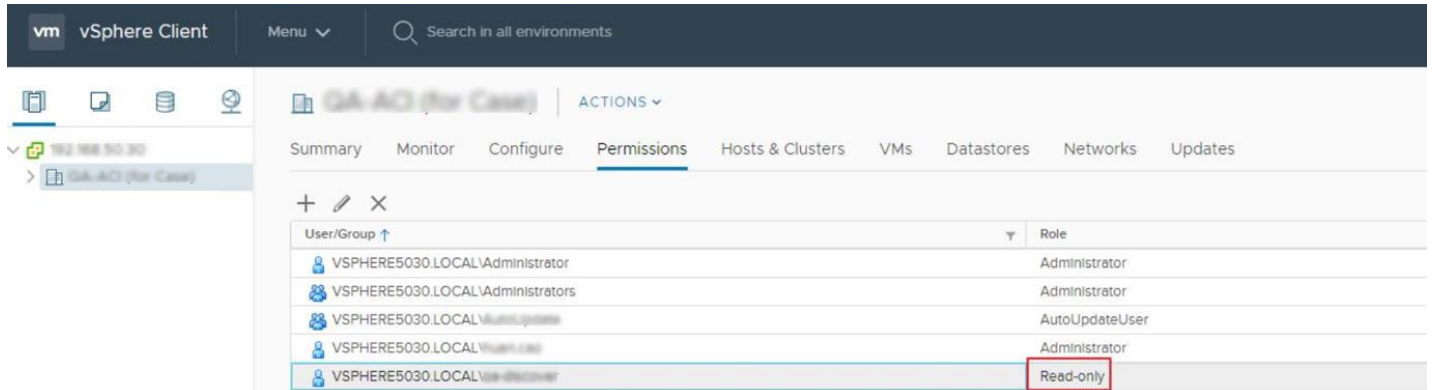 vm vSphere Client Menu Search in all environments
ACTIONS
Summary Monitor Configure Permissions Hosts & Clusters VMs Datastores Networks Updates
User/Group Role
VSPHERE5030.LOCAL\Administrator Administrator
VSPHERE5030.LOCAL\Administrators Administrator
VSPHERE5030.LOCAL\ AutoUpdateUser
VSPHERE5030.LOCAL\ Administrator
VSPHERE5030.LOCAL\ Read-only